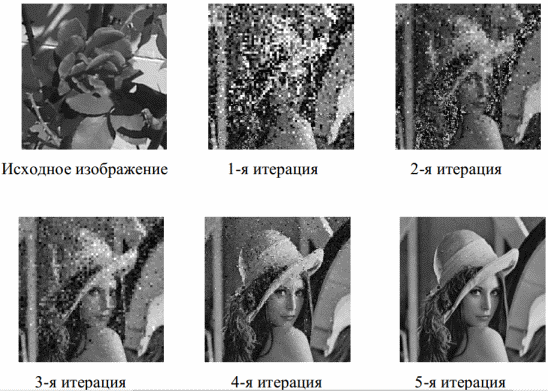 Исходное изображение
1-я итерация
2-я итерация
3-я итерация
4-я итерация
5-я итерация